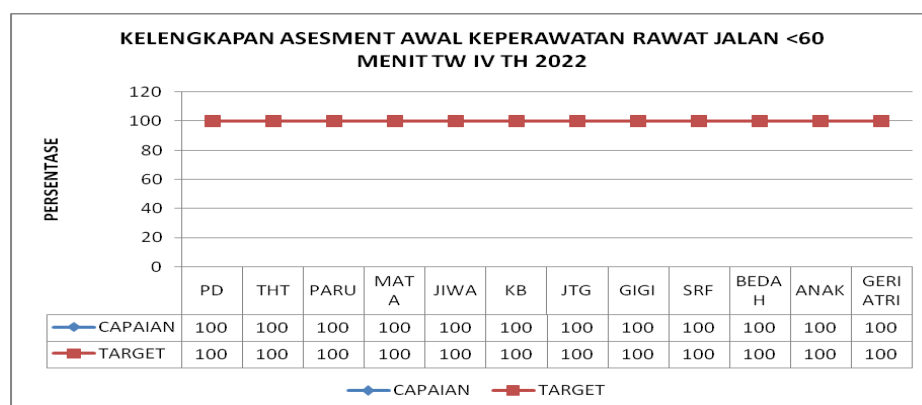 KELENGKAPAN ASESMENT AWAL KEPERAWATAN RAWAT JALAN <60
MENIT TW IV TH 2022
PERSENTASE
120
100
80
60
40
20
0
PD THT PARU MAT A JIWA KB JTG GIGI SRF BEDA H ANAK GERI ATRI
CAPAIAN 100 100 100 100 100 100 100 100 100 100 100 100
TARGET 100 100 100 100 100 100 100 100 100 100 100 100
CAPAIAN TARGET